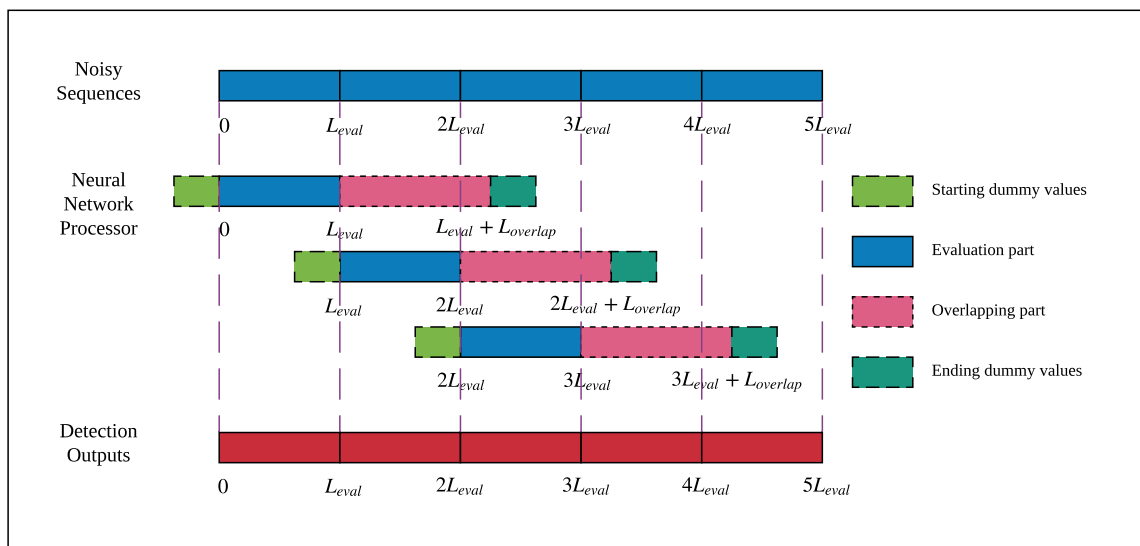 Noisy
Sequences
0 L_eval 2L_eval 3L_eval 4L_eval 5L_eval
Neural
Network
Processor
0 L_eval L_eval + L_overlap
L_eval 2L_eval 2L_eval + L_overlap
2L_eval 3L_eval 3L_eval + L_overlap
Starting dummy values
Evaluation part
Overlapping part
Ending dummy values
Detection
Outputs
0 L_eval 2L_eval 3L_eval 4L_eval 5L_eval